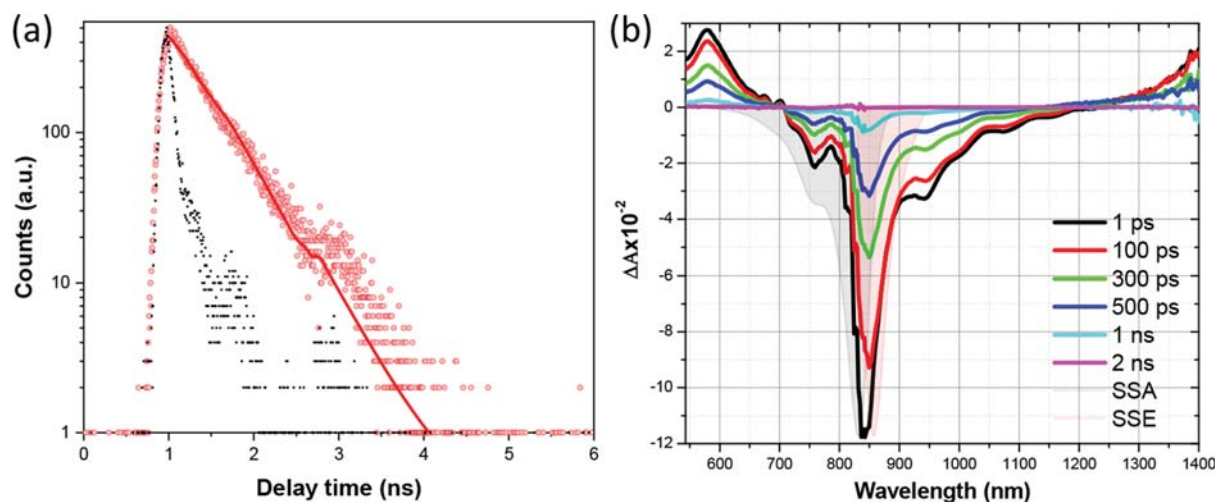 (a)
Counts (a.u.)
100
10
1
0 1 2 3 4 5 6
Delay time (ns)
(b)
ΔAx10⁻²
2
0
-2
-4
-6
-8
-10
-12
1 ps
100 ps
300 ps
500 ps
1 ns
2 ns
SSA
SSE
600 700 800 900 1000 1100 1200 1300 1400
Wavelength (nm)